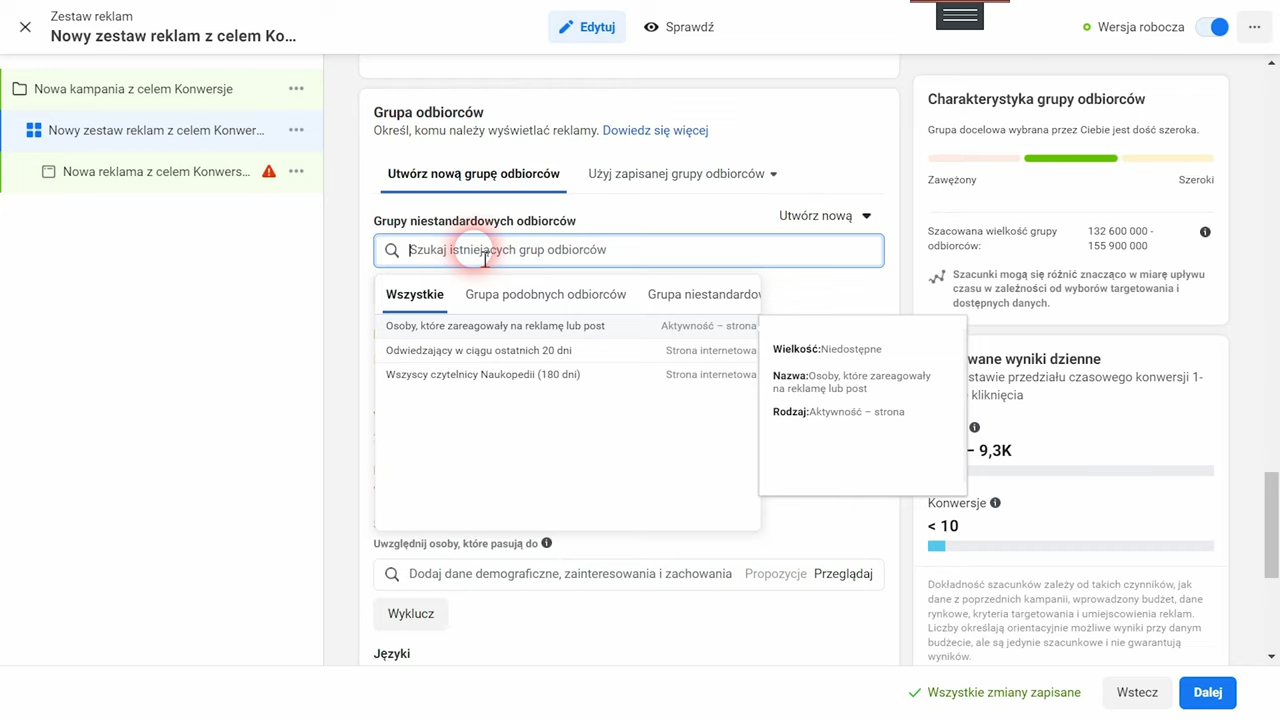 Zestaw reklam
Nowy zestaw reklam z celem Ko...
Edytuj
Sprawdź
Wersja robocza
Nowa kampania z celem Konwersje
Nowy zestaw reklam z celem Konwer...
Nowa reklama z celem Konwers...
Grupa odbiorców
Określ, komu należy wyświetlać reklamy. Dowiedz się więcej
Utwórz nową grupę odbiorców
Użyj zapisanej grupy odbiorców
Grupy niestandardowych odbiorców
Utwórz nową
Szukaj istniejących grup odbiorców
Wszystkie
Grupa podobnych odbiorców
Grupa niestandardow
Osoby, które zareagowały na reklamę lub post
Aktywność – strona
Odwiedzający w ciągu ostatnich 20 dni
Strona internetowa
Wszyscy czytelnicy Naukopedii (180 dni)
Strona internetowa
Wielkość:Niedostępne
Nazwa:Osoby, które zareagowały
na reklamę lub post
Rodzaj:Aktywność – strona
Uwzględnij osoby, które pasują do
Dodaj dane demograficzne, zainteresowania i zachowania
Propozycje
Przeglądaj
Wyklucz
Języki
Charakterystyka grupy odbiorców
Grupa docelowa wybrana przez Ciebie jest dość szeroka.
Zawężony
Szeroki
Szacowana wielkość grupy
odbiorców:
132 600 000 -
155 900 000
Szacunki mogą się różnić znacząco w miarę upływu
czasu w zależności od wyborów targetowania i
dostępnych danych.
wane wyniki dzienne
stawie przedziału czasowego konwersji 1-
kliknięcia
– 9,3K
Konwersje
< 10
Dokładność szacunków zależy od takich czynników, jak
dane z poprzednich kampanii, wprowadzony budżet, dane
rynkowe, kryteria targetowania i umiejscowienia reklam.
Liczby określają orientacyjnie możliwe wyniki przy danym
budżecie, ale są jedynie szacunkowe i nie gwarantują
wyników.
Wszystkie zmiany zapisane
Wstecz
Dalej